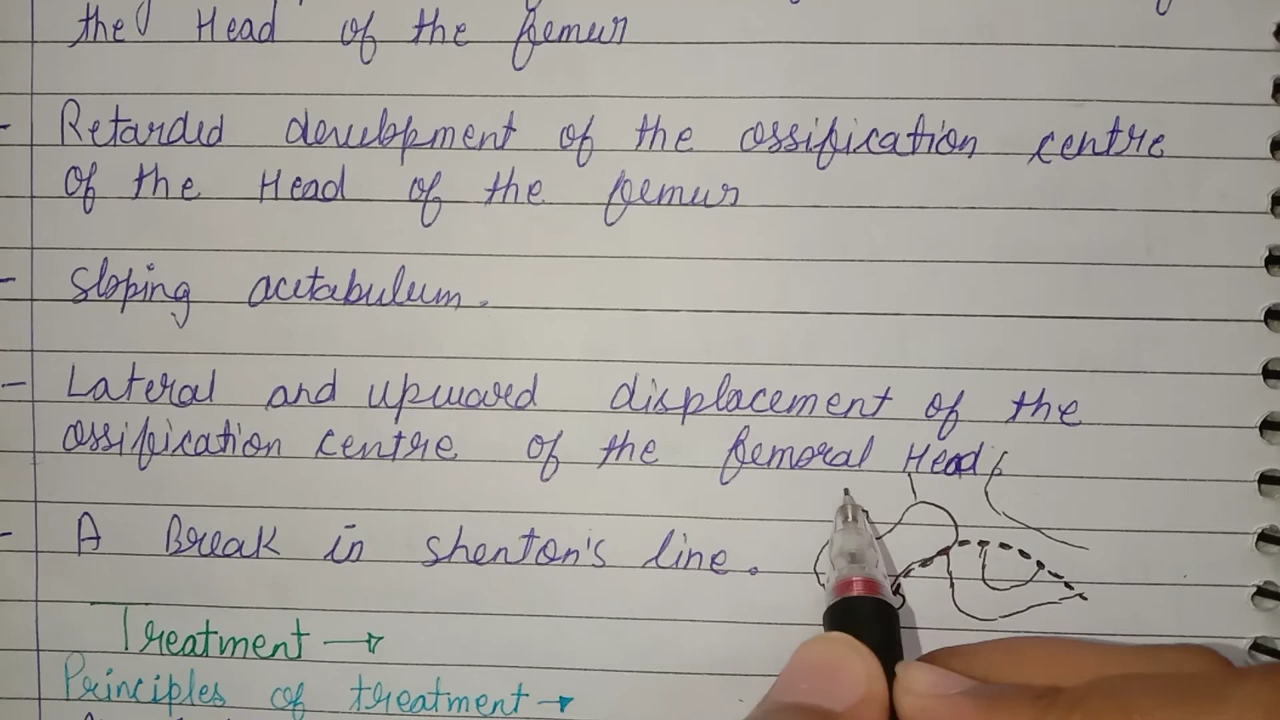 the Head of the femur
- Retarded development of the ossification centre
of the Head of the femur
- Sloping acetabulum.
- Lateral and upward displacement of the
ossification centre of the femoral Head
- A Break in shenton's line.
Treatment →
Principles of treatment →